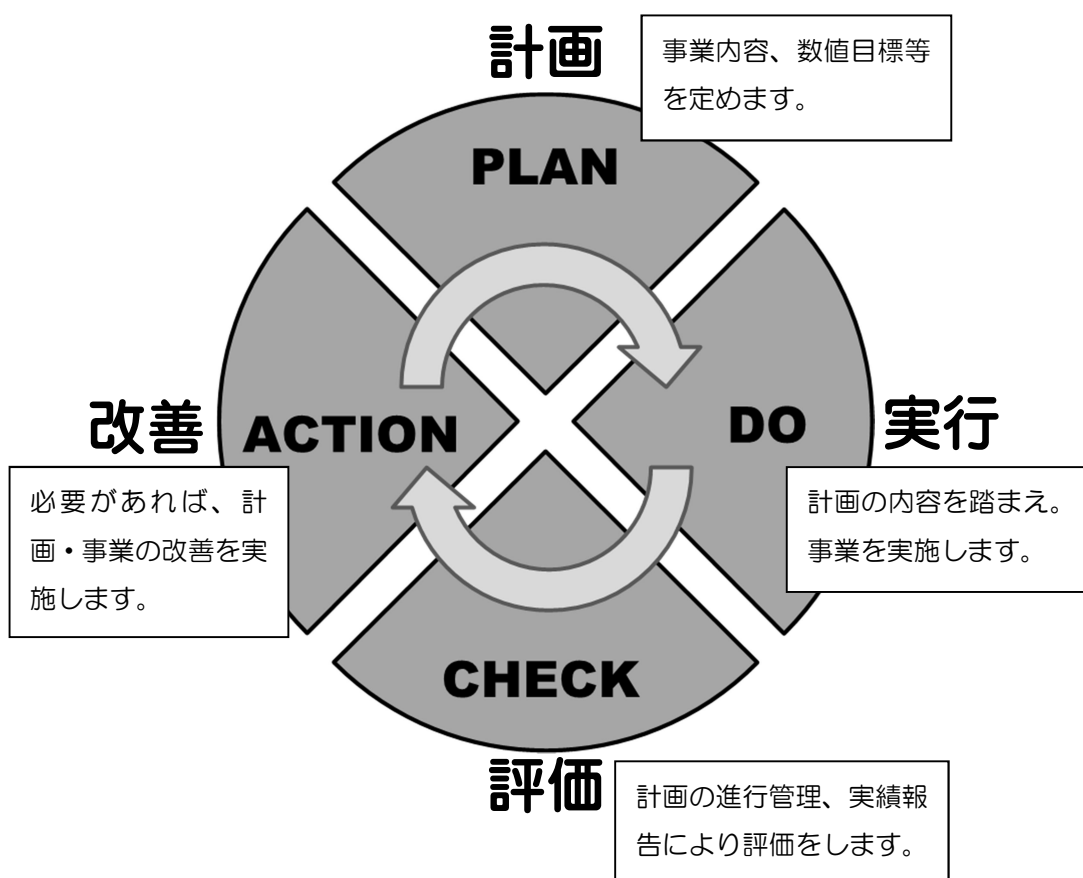 計画
事業内容、数値目標等
を定めます。
PLAN
改善
ACTION
DO
実行
必要があれば、計
画・事業の改善を実
施します。
計画の内容を踏まえ。
事業を実施します。
CHECK
評価
計画の進行管理、実績報
告により評価をします。